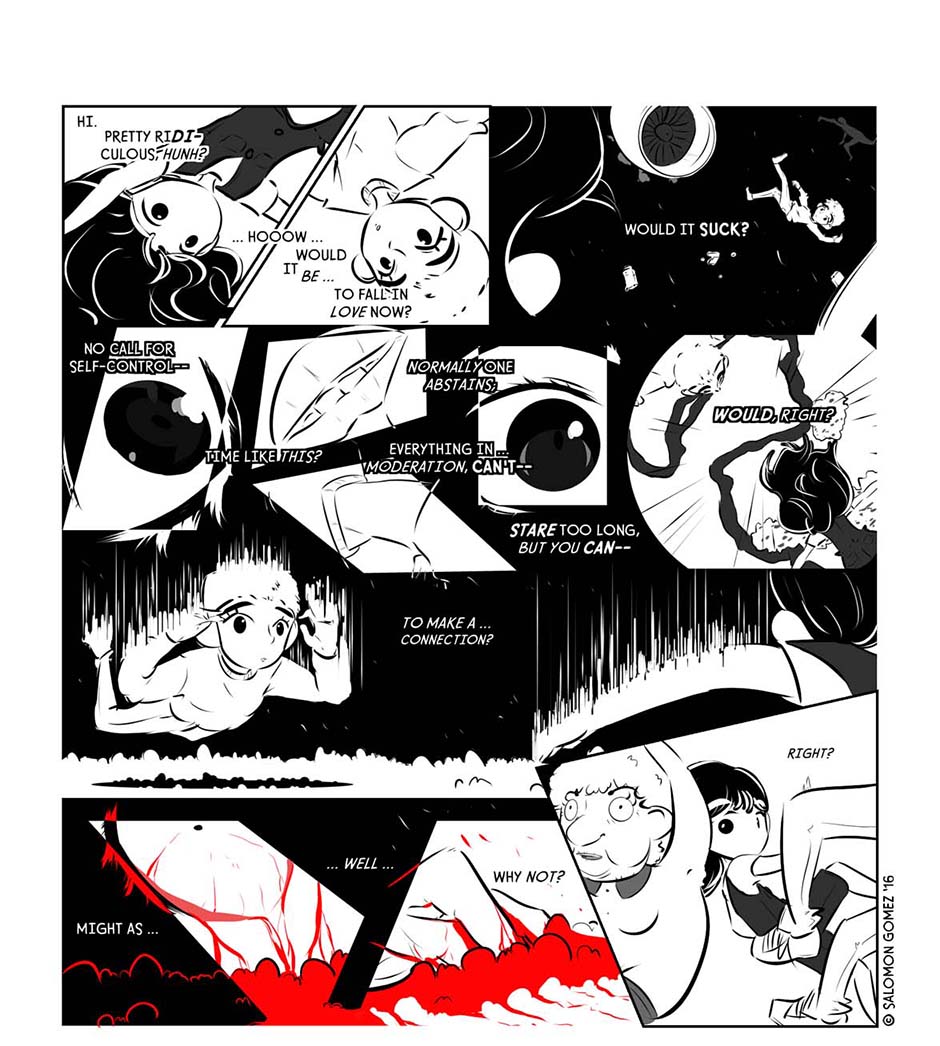 HI.
PRETTY RIDI-
CULOUS, HUNH?
... HOOOW ...
WOULD
IT BE ...
TO FALL IN
LOVE NOW?
WOULD IT SUCK?
NO CALL FOR
SELF-CONTROL--
TIME LIKE THIS?
NORMALLY ONE
ABSTAINS;
EVERYTHING IN ...
MODERATION, CAN'T--
STARE TOO LONG,
BUT YOU CAN--
WOULD, RIGHT?
TO MAKE A ...
CONNECTION?
RIGHT?
MIGHT AS ...
... WELL ...
WHY NOT?
© SALOMON GOMEZ '16